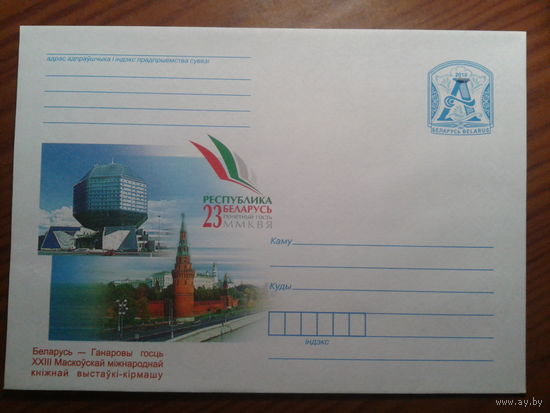 адрас адпраўшчыка і індэкс прадпрыемства сувязі
2010
А
БЕЛАРУСЬ BELARUS
РЕСПУБЛИКА
БЕЛАРУСЬ
23 ПОЧЕТНЫЙ ГОСТЬ
ММКВЯ
Каму
Куды
індэкс
Беларусь — Ганаровы госць
XXIII Маскоўскай міжнароднай
кніжнай выстаўкі-кірмашу
www.ay.by